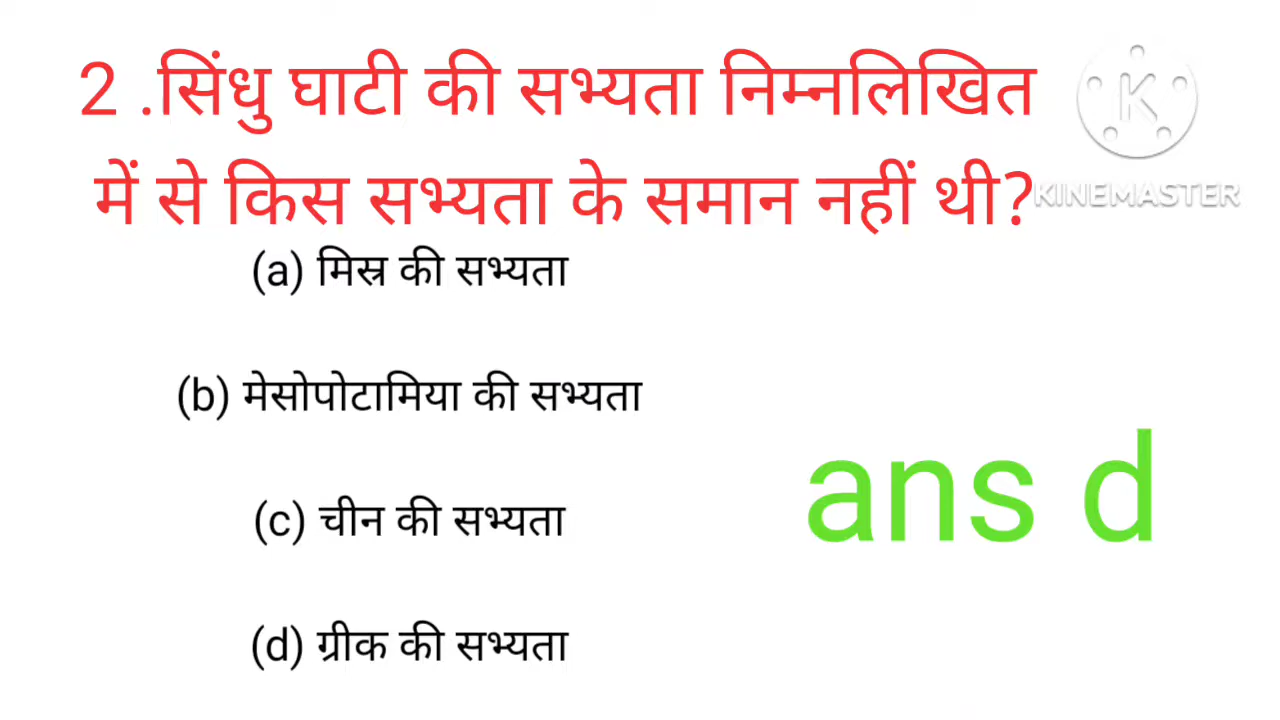 2 .सिंधु घाटी की सभ्यता निम्नलिखित
में से किस सभ्यता के समान नहीं थी?
KINEMASTER
(a) मिस्र की सभ्यता
(b) मेसोपोटामिया की सभ्यता
(c) चीन की सभ्यता
ans d
(d) ग्रीक की सभ्यता